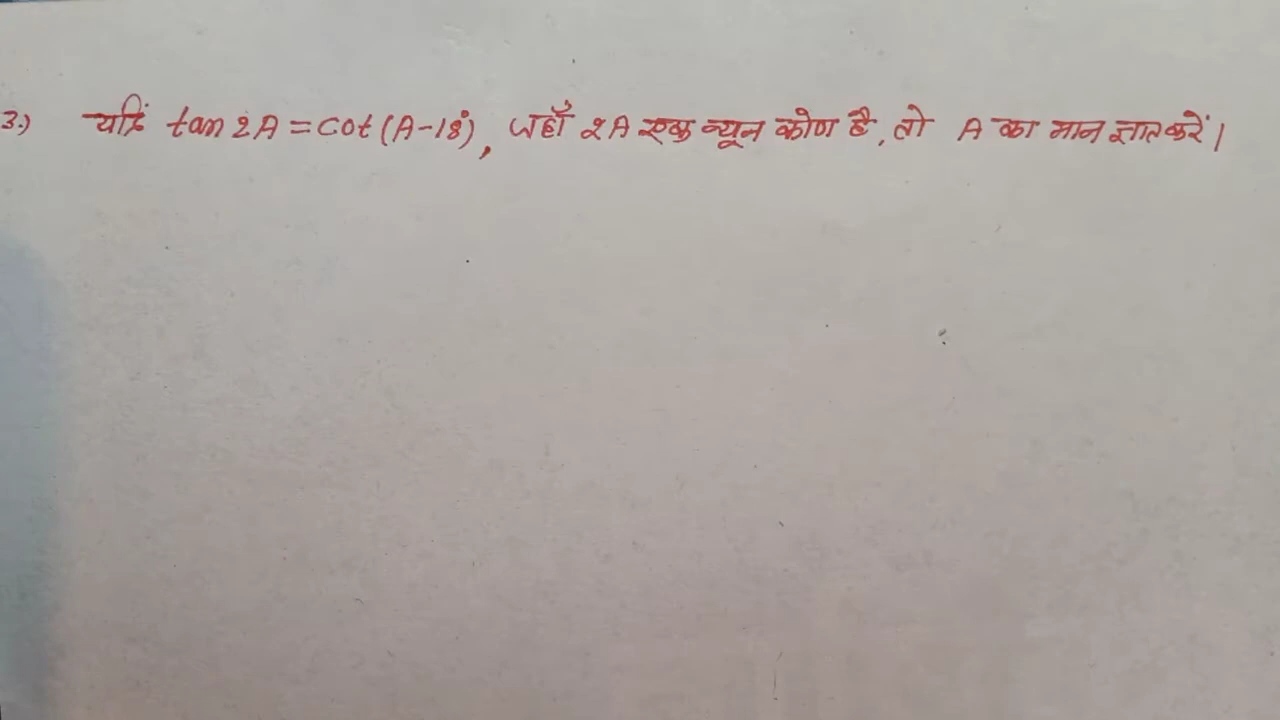 3.) यदि tan 2A = cot (A-18°), जहाँ 2A एक न्यून कोण है, तो A का मान ज्ञात करें।